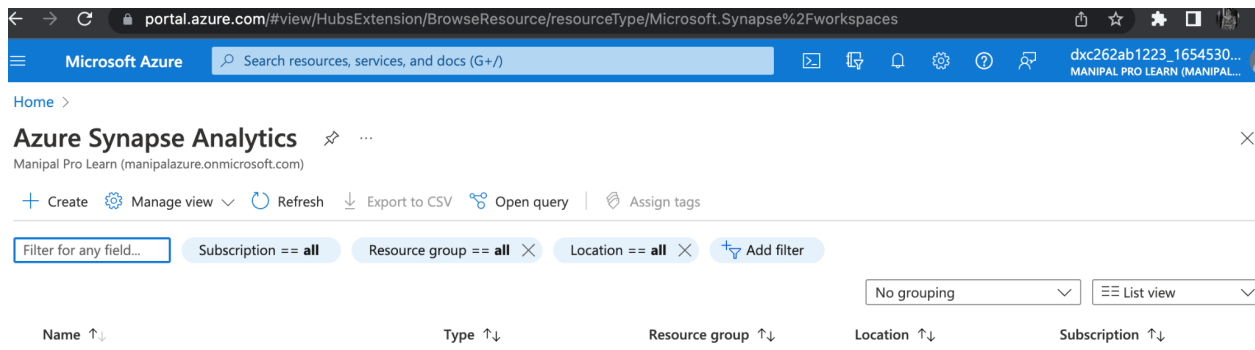 portal.azure.com/#view/HubsExtension/BrowseResource/resourceType/Microsoft.Synapse%2Fworkspaces
Microsoft Azure
Search resources, services, and docs (G+/)
dxc262ab1223_1654530...
MANIPAL PRO LEARN (MANIPAL...
Home >
Azure Synapse Analytics
Manipal Pro Learn (manipalazure.onmicrosoft.com)
Create Manage view Refresh Export to CSV Open query Assign tags
Filter for any field... Subscription == all Resource group == all Location == all Add filter
No grouping List view
Name Type Resource group Location Subscription